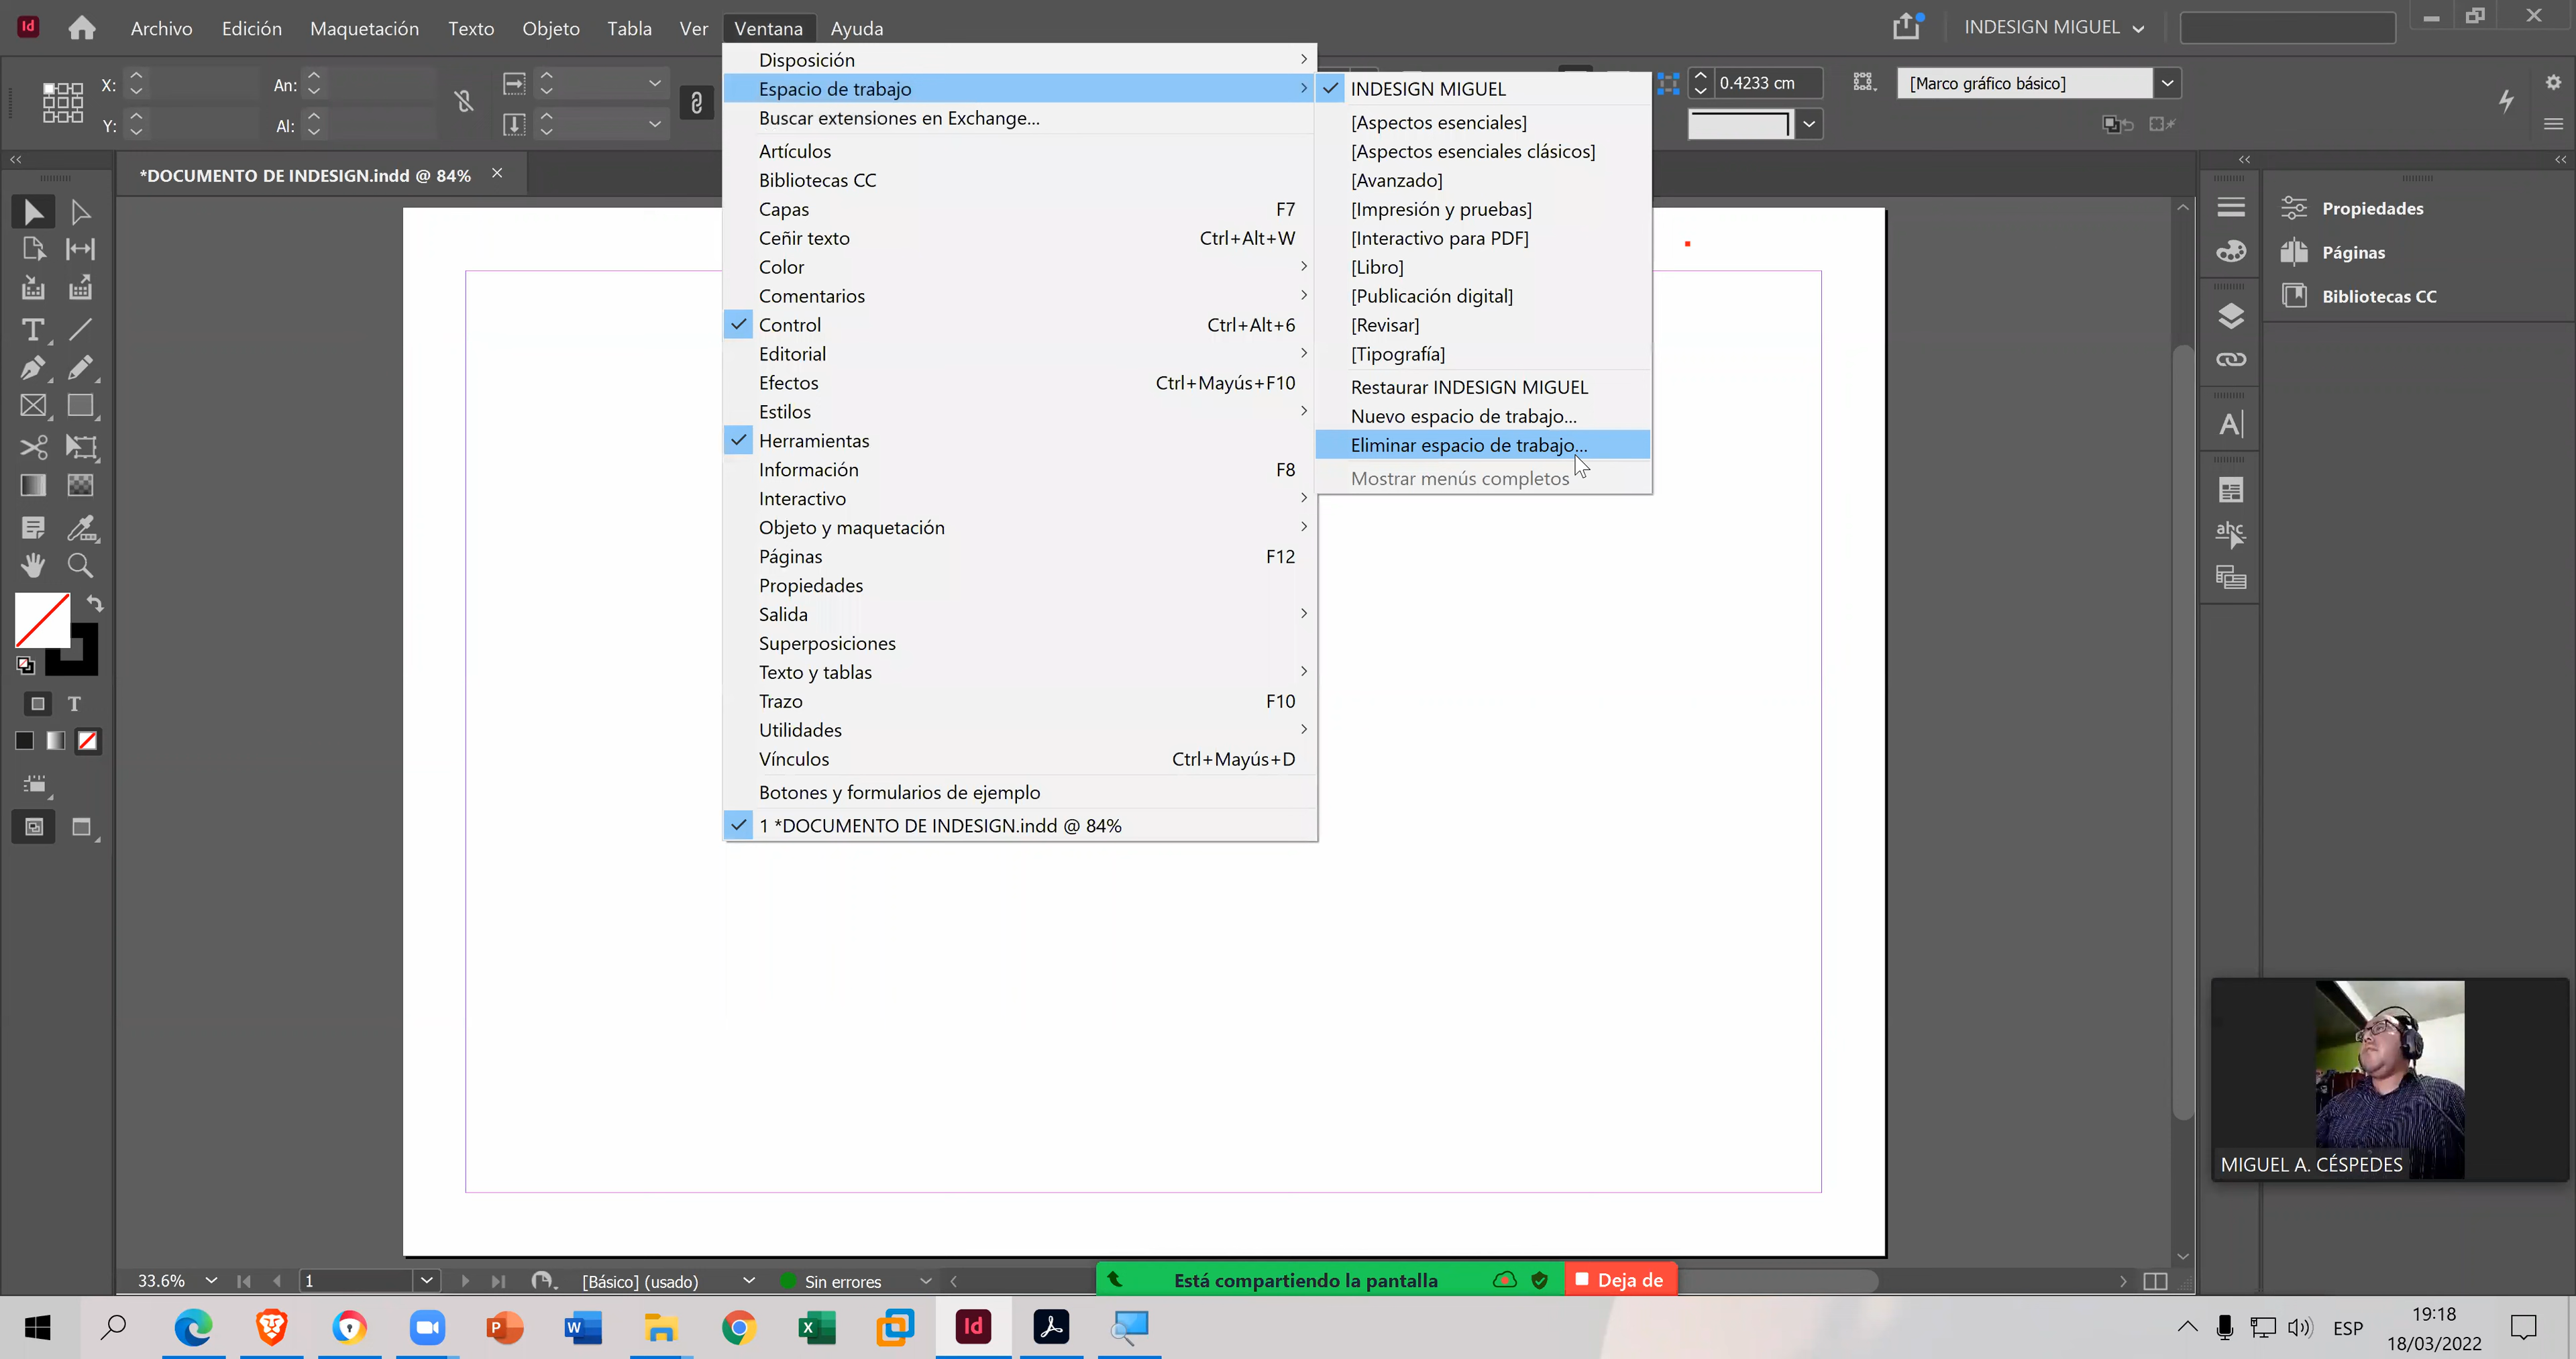 Id Archivo Edición Maquetación Texto Objeto Tabla Ver Ventana Ayuda INDESIGN MIGUEL
X: An: 0.4233 cm [Marco gráfico básico]
Y: Al:
*DOCUMENTO DE INDESIGN.indd @ 84%
Disposición
Espacio de trabajo
Buscar extensiones en Exchange...
Artículos
Bibliotecas CC
Capas F7
Ceñir texto Ctrl+Alt+W
Color
Comentarios
Control Ctrl+Alt+6
Editorial
Efectos Ctrl+Mayús+F10
Estilos
Herramientas
Información F8
Interactivo
Objeto y maquetación
Páginas F12
Propiedades
Salida
Superposiciones
Texto y tablas
Trazo F10
Utilidades
Vínculos Ctrl+Mayús+D
Botones y formularios de ejemplo
1 *DOCUMENTO DE INDESIGN.indd @ 84%
INDESIGN MIGUEL
[Aspectos esenciales]
[Aspectos esenciales clásicos]
[Avanzado]
[Impresión y pruebas]
[Interactivo para PDF]
[Libro]
[Publicación digital]
[Revisar]
[Tipografía]
Restaurar INDESIGN MIGUEL
Nuevo espacio de trabajo...
Eliminar espacio de trabajo...
Mostrar menús completos
Propiedades
Páginas
Bibliotecas CC
MIGUEL A. CÉSPEDES
33.6% 1 [Básico] (usado) Sin errores
Está compartiendo la pantalla Deja de
ESP
19:18
18/03/2022